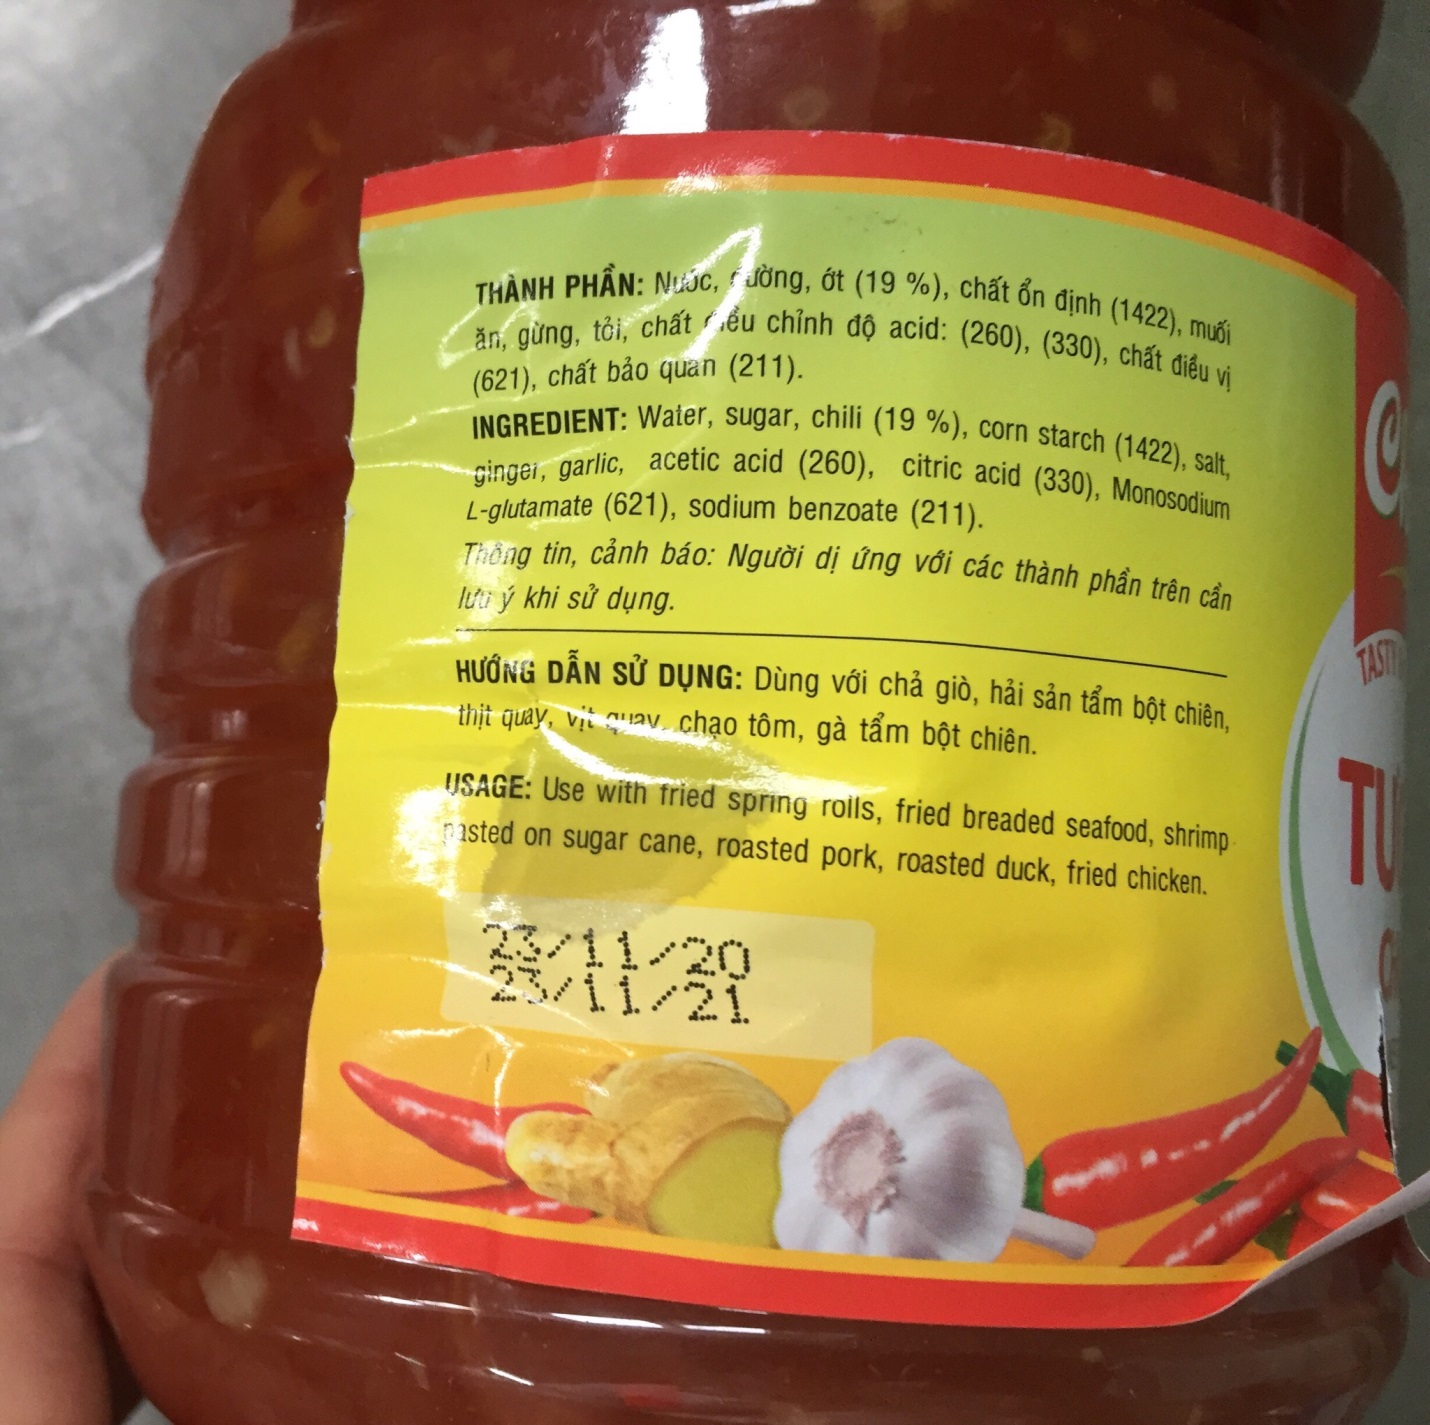 THÀNH PHẦN: Nước, đường, ớt (19 %), chất ổn định (1422), muối
ăn, gừng, tỏi, chất điều chỉnh độ acid: (260), (330), chất điều vị
(621), chất bảo quản (211).
INGREDIENT: Water, sugar, chili (19 %), corn starch (1422), salt,
ginger, garlic, acetic acid (260), citric acid (330), Monosodium
L-glutamate (621), sodium benzoate (211).
Thông tin, cảnh báo: Người dị ứng với các thành phần trên cần
lưu ý khi sử dụng.
HƯỚNG DẪN SỬ DỤNG: Dùng với chả giò, hải sản tẩm bột chiên,
thịt quay, vịt quay, chạo tôm, gà tẩm bột chiên.
USAGE: Use with fried spring rolls, fried breaded seafood, shrimp
pasted on sugar cane, roasted pork, roasted duck, fried chicken.
23/11/20
23/11/21
TASTY